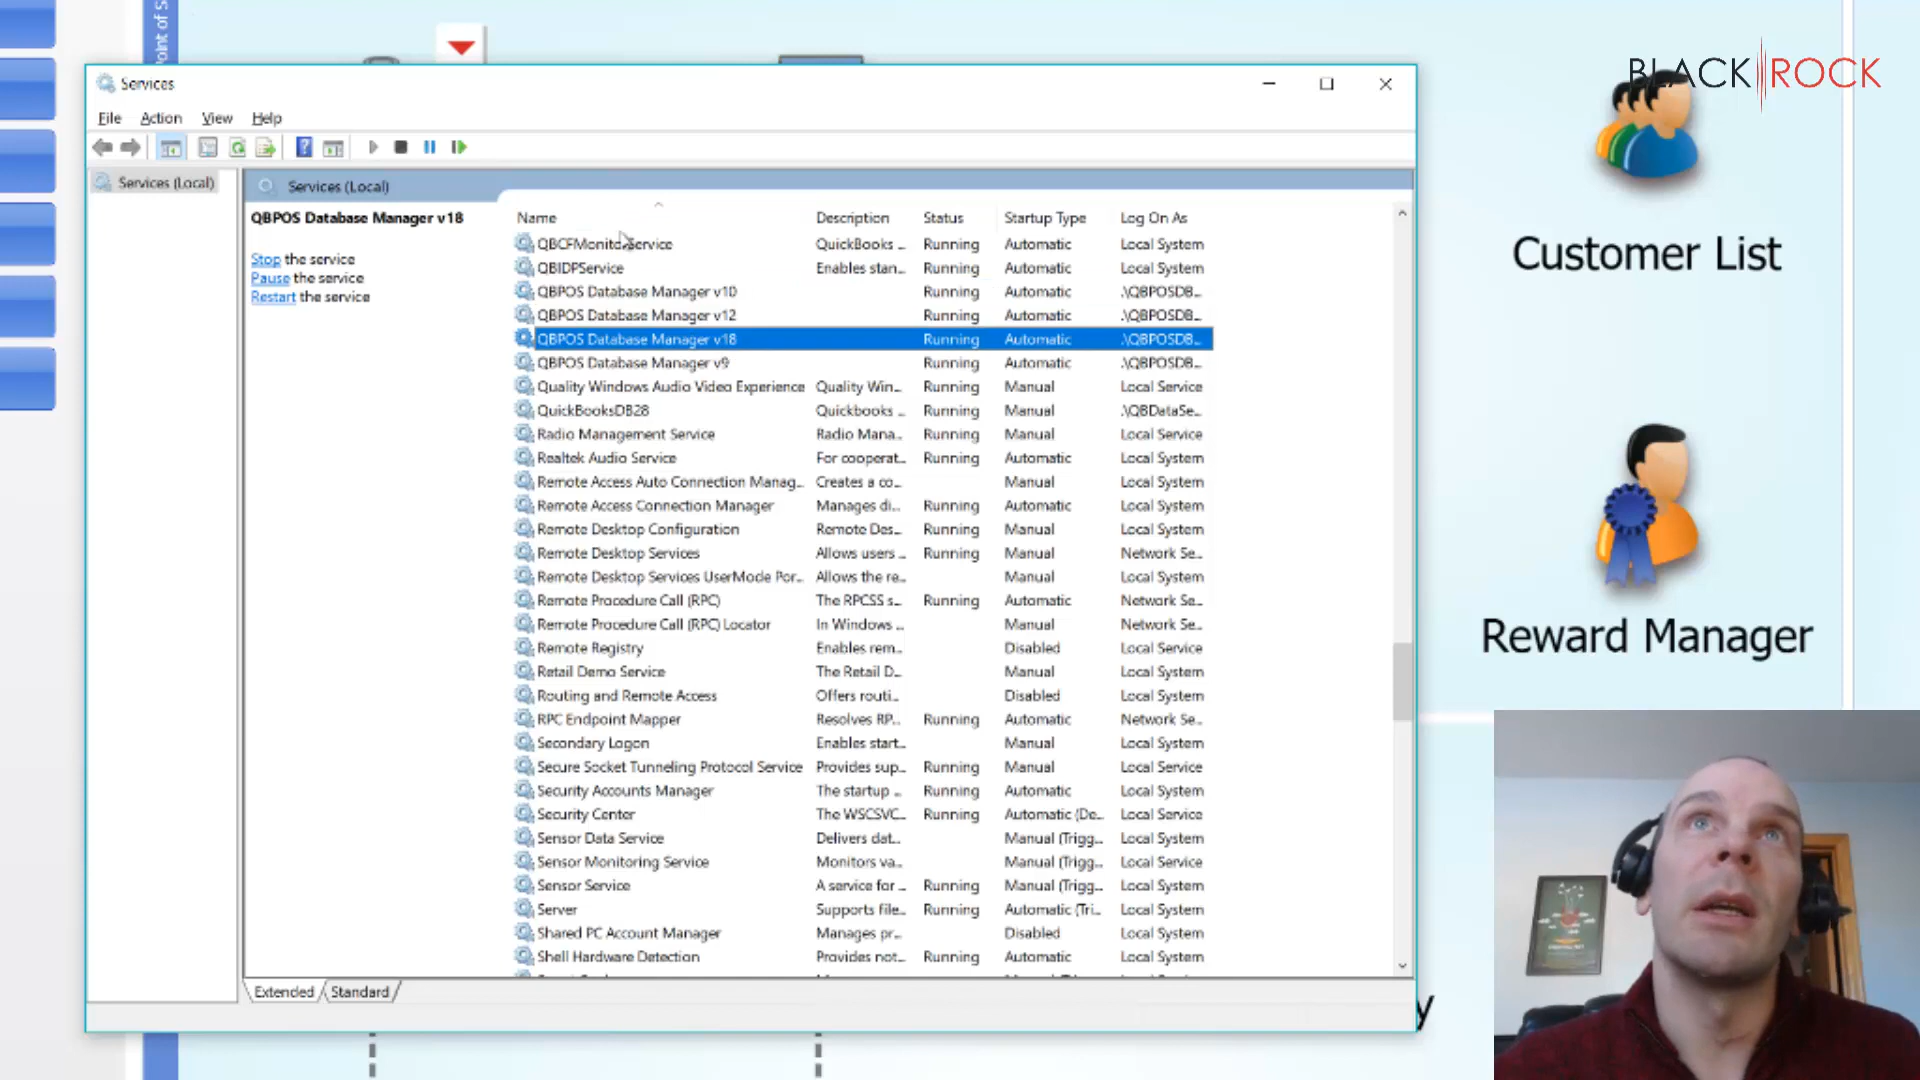 Point of S
BLACK ROCK
Services
File Action View Help
Services (Local)
Services (Local)
QBPOS Database Manager v18
Stop the service
Pause the service
Restart the service
Name Description Status Startup Type Log On As
QBCFMonitorService QuickBooks ... Running Automatic Local System
QBIDPService Enables stan... Running Automatic Local System
QBPOS Database Manager v10 Running Automatic .\QBPOSDB...
QBPOS Database Manager v12 Running Automatic .\QBPOSDB...
QBPOS Database Manager v18 Running Automatic .\QBPOSDB...
QBPOS Database Manager v9 Running Automatic .\QBPOSDB...
Quality Windows Audio Video Experience Quality Win... Running Manual Local Service
QuickBooksDB28 Quickbooks ... Running Manual .\QBDataSe...
Radio Management Service Radio Mana... Running Manual Local Service
Realtek Audio Service For cooperat... Running Automatic Local System
Remote Access Auto Connection Manag... Creates a co... Manual Local System
Remote Access Connection Manager Manages di... Running Automatic Local System
Remote Desktop Configuration Remote Des... Running Manual Local System
Remote Desktop Services Allows users ... Running Manual Network Se...
Remote Desktop Services UserMode Por... Allows the re... Manual Local System
Remote Procedure Call (RPC) The RPCSS s... Running Automatic Network Se...
Remote Procedure Call (RPC) Locator In Windows ... Manual Network Se...
Remote Registry Enables rem... Disabled Local Service
Retail Demo Service The Retail D... Manual Local System
Routing and Remote Access Offers routi... Disabled Local System
RPC Endpoint Mapper Resolves RP... Running Automatic Network Se...
Secondary Logon Enables start... Manual Local System
Secure Socket Tunneling Protocol Service Provides sup... Running Manual Local Service
Security Accounts Manager The startup ... Running Automatic Local System
Security Center The WSCSVC... Running Automatic (De... Local Service
Sensor Data Service Delivers dat... Manual (Trigg... Local System
Sensor Monitoring Service Monitors va... Manual (Trigg... Local Service
Sensor Service A service for ... Running Manual (Trigg... Local System
Server Supports file... Running Automatic (Tri... Local System
Shared PC Account Manager Manages pr... Disabled Local System
Shell Hardware Detection Provides not... Running Automatic Local System
Extended Standard
Customer List
Reward Manager
y